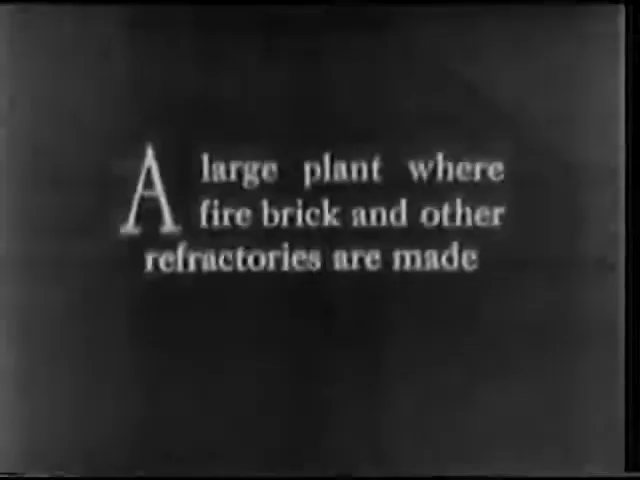 A large plant where
fire brick and other
refractories are made